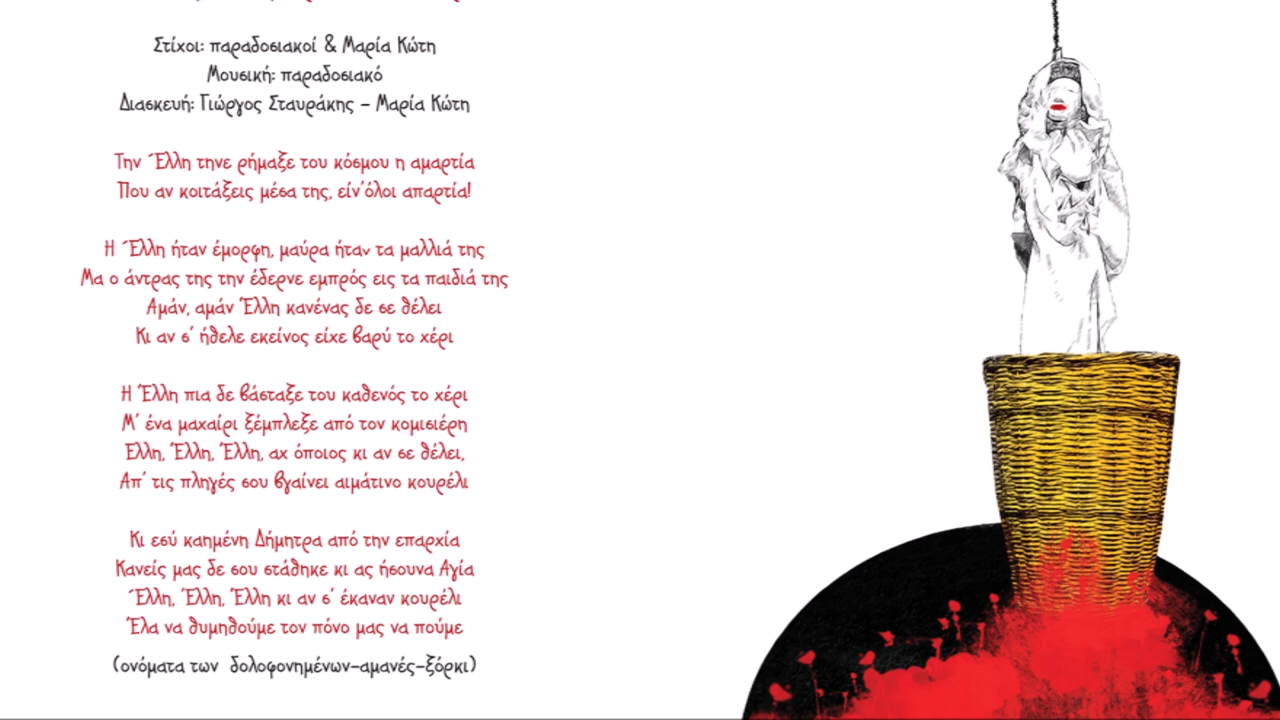 Στίχοι: παραδοσιακοί & Μαρία Κώτη
Μουσική: παραδοσιακό
Διασκευή: Γιώργος Σταυράκης – Μαρία Κώτη
Την Έλλη τηνε ρήμαξε του κόσμου η αμαρτία
Που αν κοιτάξεις μέσα της, είν'όλοι απαρτία!
Η Έλλη ήταν έμορφη, μαύρα ήταν τα μαλλιά της
Μα ο άντρας της την έδερνε εμπρός εις τα παιδιά της
Αμάν, αμάν Έλλη κανένας δε σε θέλει
Κι αν σ' ήθελε εκείνος είχε βαρύ το χέρι
Η Έλλη πια δε βάσταξε του καθενός το χέρι
Μ' ένα μαχαίρι ξέμπλεξε από τον κομισιέρη
Ελλη, Έλλη, Έλλη, αχ όποιος κι αν σε θέλει,
Απ' τις πληγές σου βγαίνει αιμάτινο κουρέλι
Κι εσύ καημένη Δήμητρα από την επαρχία
Κανείς μας δε σου στάθηκε κι ας ήσουνα Αγία
Έλλη, Έλλη, Έλλη κι αν σ' έκαναν κουρέλι
Έλα να θυμηθούμε τον πόνο μας να πούμε
(ονόματα των δολοφονημένων–αμανές–ξόρκι)